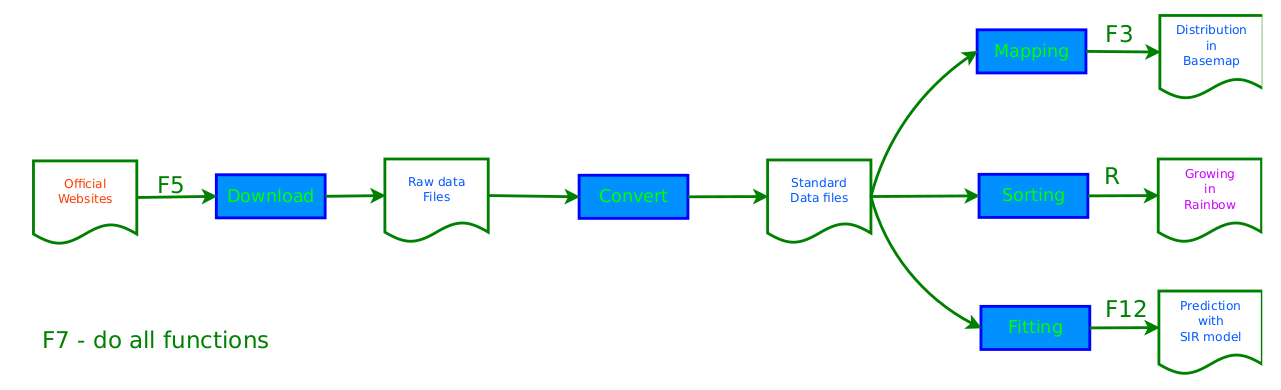 Official
Websites
F5
Download
Raw data
Files
Convert
Standard
Data files
Mapping
F3
Distribution
in
Basemap
Sorting
R
Growing
in
Rainbow
Fitting
F12
Prediction
with
SIR model
F7 - do all functions